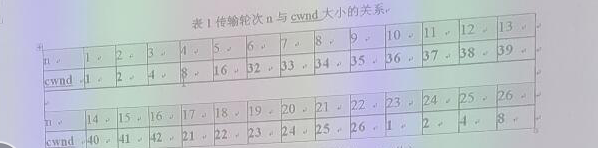 表 1 传输轮次 n 与 cwnd 大小的关系
n 1 2 3 4 5 6 7 8 9 10 11 12 13
cwnd 1 2 4 8 16 32 33 34 35 36 37 38 39
n 14 15 16 17 18 19 20 21 22 23 24 25 26
cwnd 40 41 42 21 22 23 24 25 26 1 2 4 8